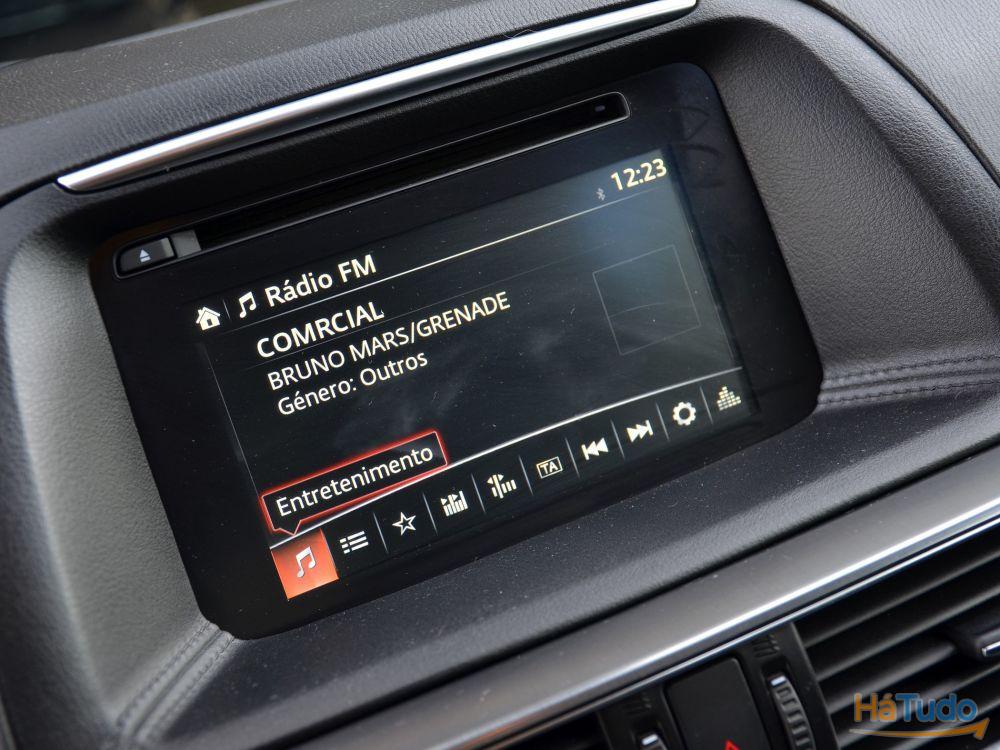 12:23
Rádio FM
COMRCIAL
BRUNO MARS/GRENADE
Género: Outros
Entretenimento
TA
HáTudo